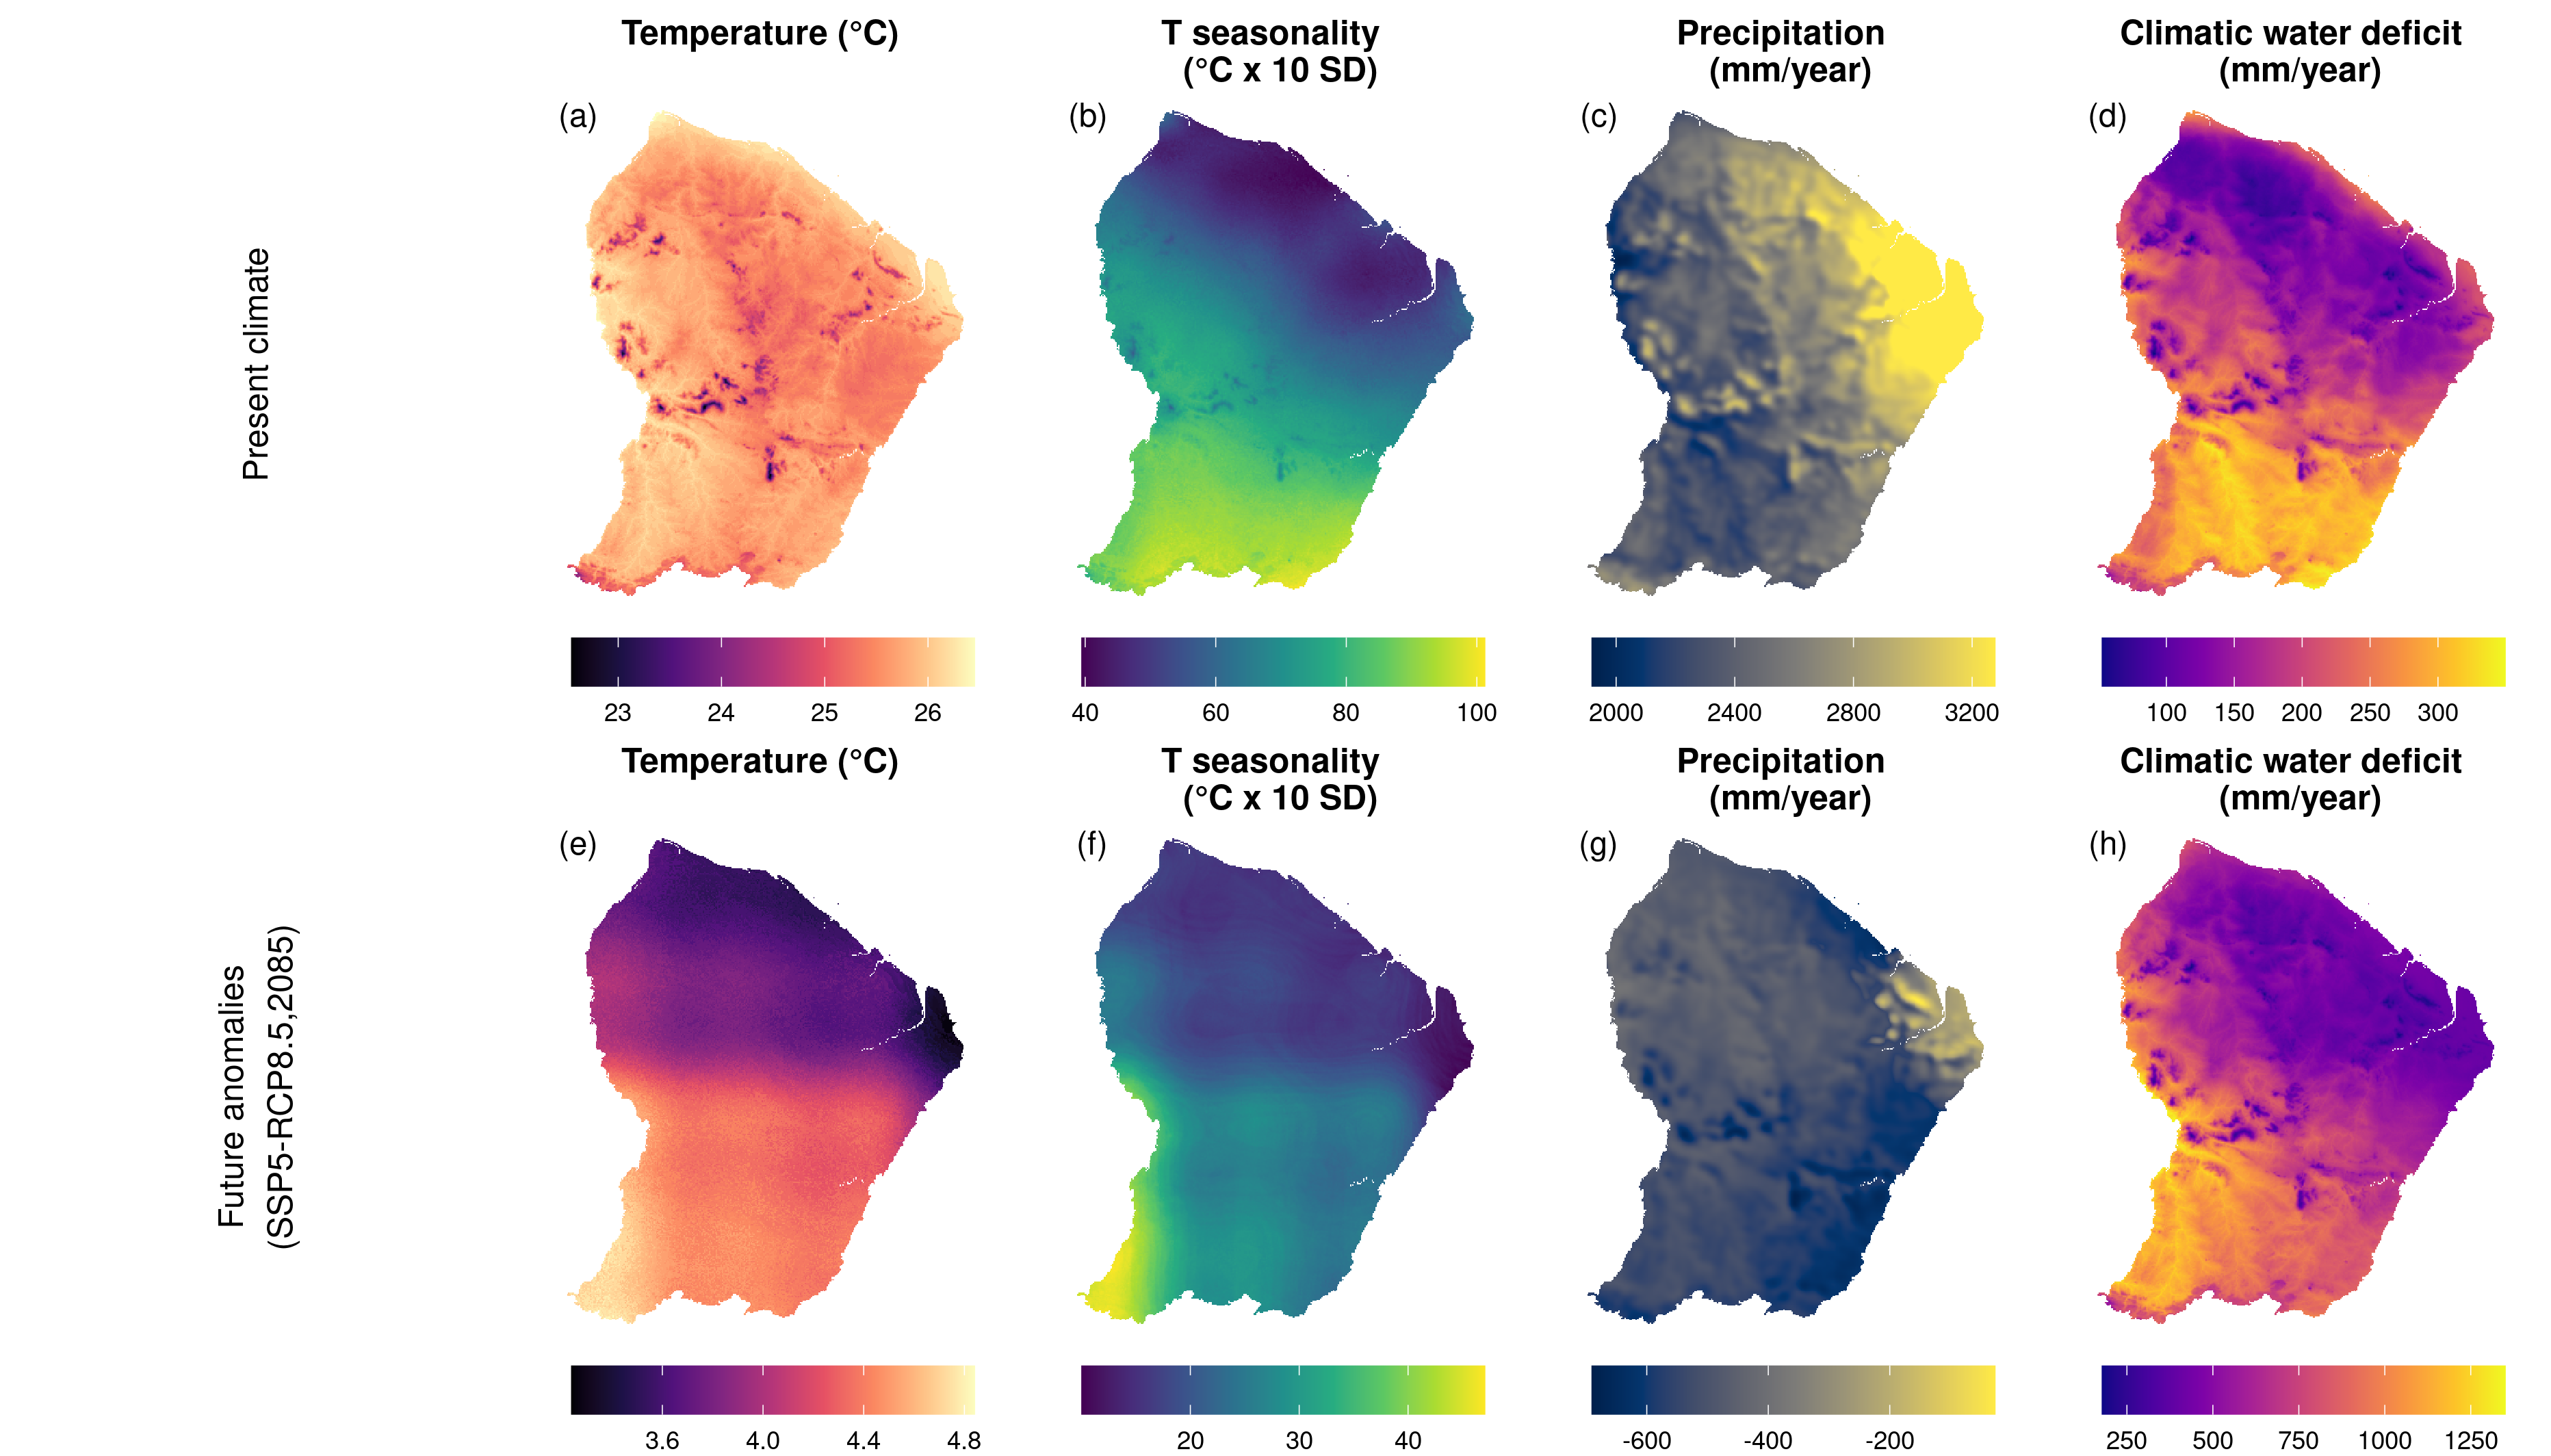 Temperature (°C)
T seasonality
(°C x 10 SD)
Precipitation
(mm/year)
Climatic water deficit
(mm/year)
Present climate
(a)
(b)
(c)
(d)
23 24 25 26
40 60 80 100
2000 2400 2800 3200
100 150 200 250 300
Temperature (°C)
T seasonality
(°C x 10 SD)
Precipitation
(mm/year)
Climatic water deficit
(mm/year)
Future anomalies
(SSP5-RCP8.5,2085)
(e)
(f)
(g)
(h)
3.6 4.0 4.4 4.8
20 30 40
-600 -400 -200
250 500 750 1000 1250